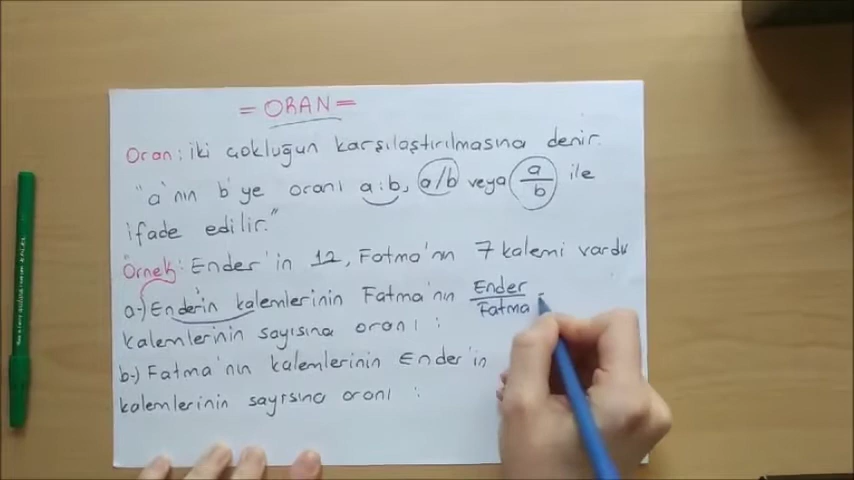 = ORAN =
Oran: iki çokluğun karşılaştırılmasına denir.
"a'nın b'ye oranı a:b, a/b veya a/b ile
ifade edilir."
Örnek: Ender'in 12, Fatma'nın 7 kalemi vardır
a-) Ender'in kalemlerinin Fatma'nın Ender/Fatma =
kalemlerinin sayısına oranı :
b-) Fatma'nın kalemlerinin Ender'in
kalemlerinin sayısına oranı :